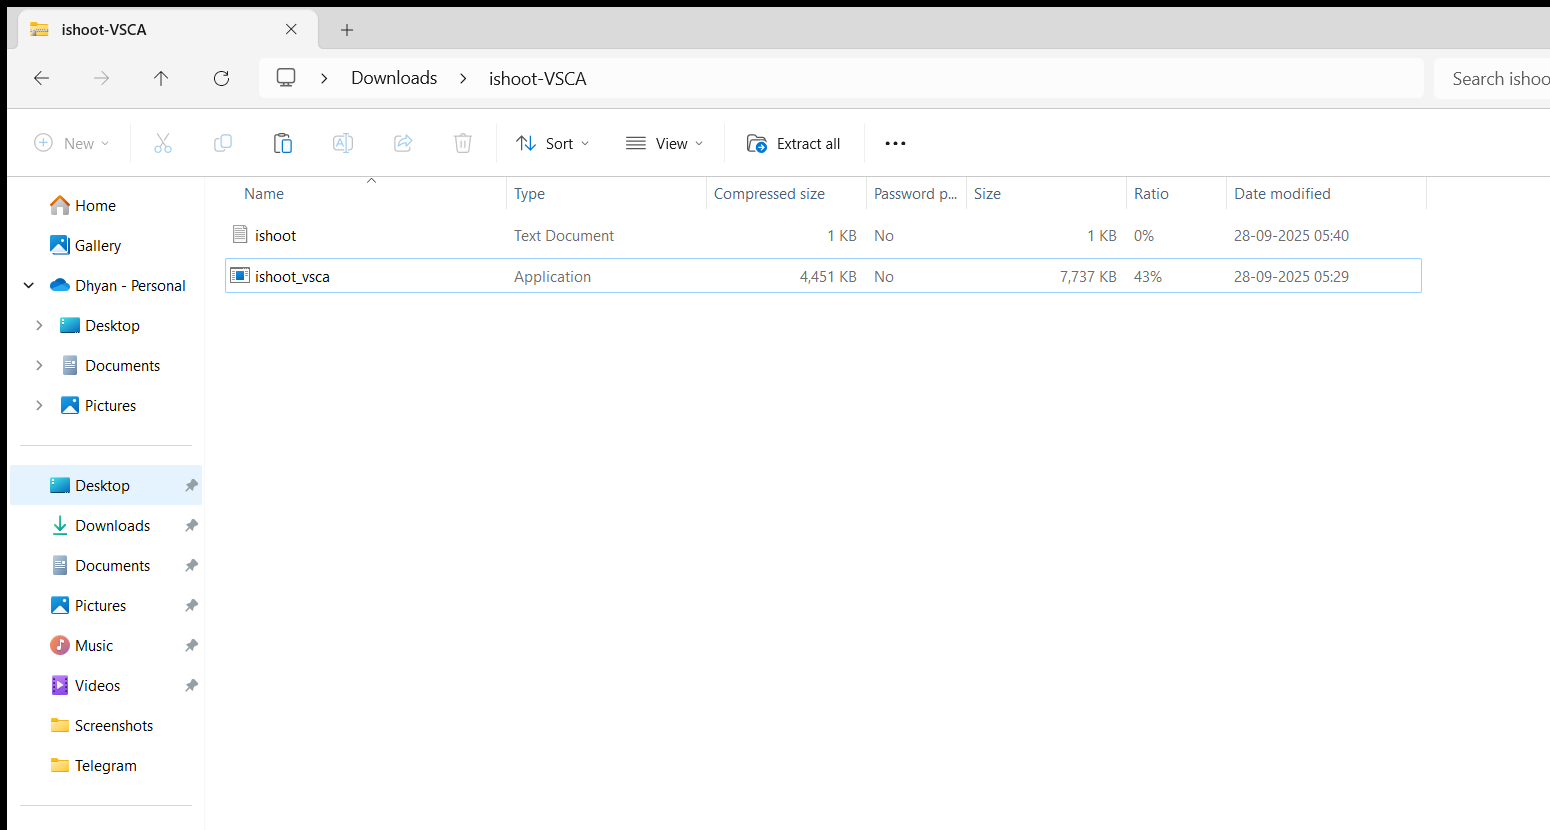 ishoot-VSCA
Downloads > ishoot-VSCA
Search ishoo
New
Sort
View
Extract all
Name Type Compressed size Password p... Size Ratio Date modified
ishoot Text Document 1 KB No 1 KB 0% 28-09-2025 05:40
ishoot_vsca Application 4,451 KB No 7,737 KB 43% 28-09-2025 05:29
Home
Gallery
Dhyan - Personal
Desktop
Documents
Pictures
Desktop
Downloads
Documents
Pictures
Music
Videos
Screenshots
Telegram